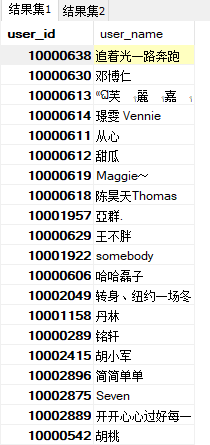 结果集1 结果集2
user_id user_name
10000638 追着光一路奔跑
10000630 邓博仁
10000613 芙 麗 嘉
10000614 璟雯 Vennie
10000611 从心
10000612 甜瓜
10000619 Maggie～
10000618 陈昊天Thomas
10001957 亞群.
10000629 王不胖
10001922 somebody
10000606 哈哈磊子
10002049 转身、纽约一场冬
10001158 丹林
10000289 铭轩
10002415 胡小军
10002896 简简单单
10002875 Seven
10002889 开开心心过好每一
10000542 胡桃